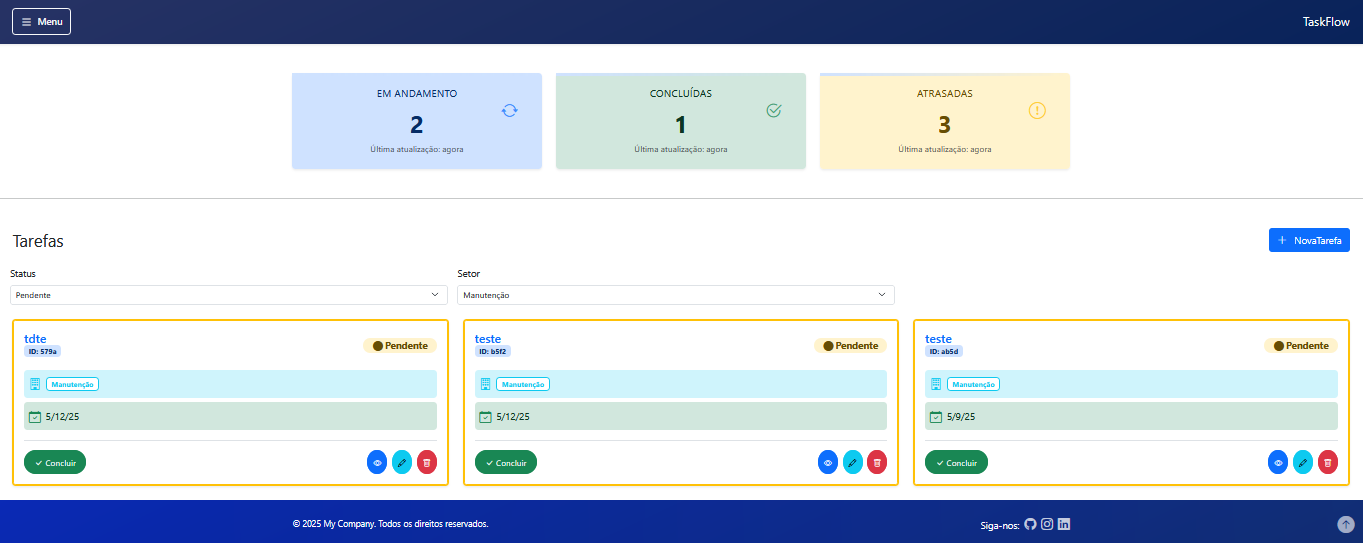 Menu
TaskFlow
EM ANDAMENTO
2
Última atualização: agora
CONCLUÍDAS
1
Última atualização: agora
ATRASADAS
3
Última atualização: agora
Tarefas
NovaTarefa
Status
Pendente
Setor
Manutenção
tdte
ID: 579a
Pendente
Manutenção
5/12/25
Concluir
teste
ID: b5f2
Pendente
Manutenção
5/12/25
Concluir
teste
ID: ab5d
Pendente
Manutenção
5/9/25
Concluir
© 2025 My Company. Todos os direitos reservados.
Siga-nos: